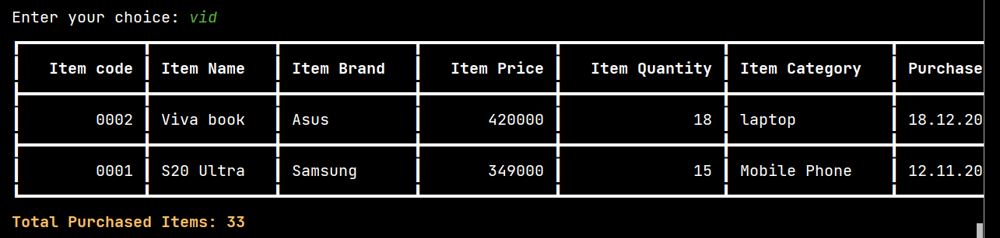 Enter your choice: vid
Item code Item Name Item Brand Item Price Item Quantity Item Category Purchase
0002 Viva book Asus 420000 18 laptop 18.12.20
0001 S20 Ultra Samsung 349000 15 Mobile Phone 12.11.20
Total Purchased Items: 33